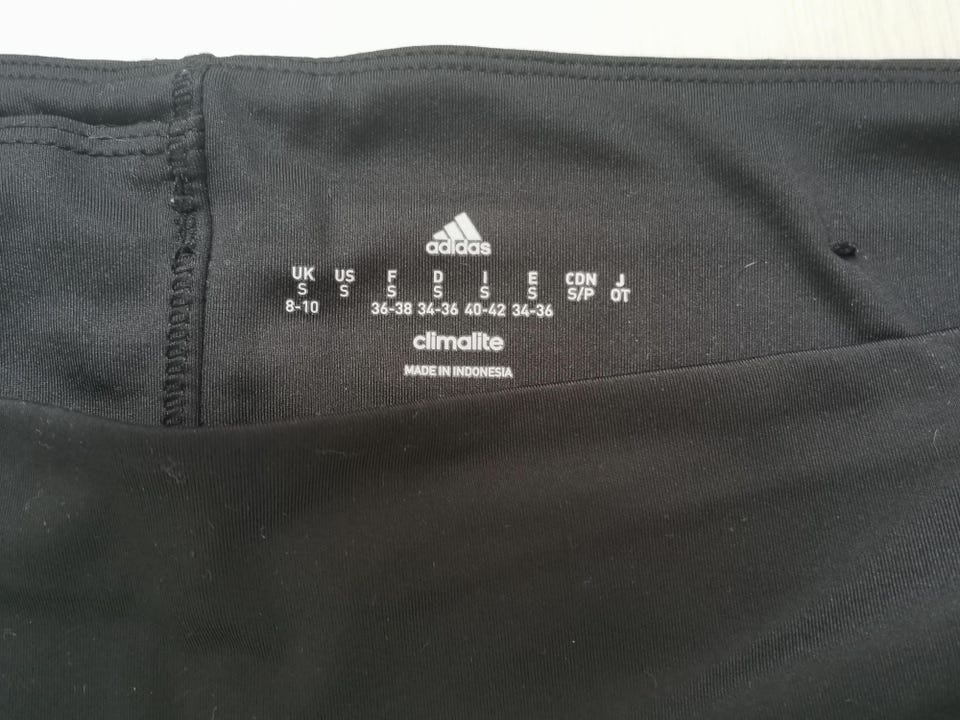 adidas
UK US F D I E CDN J
S S S S S S S/P OT
8-10 36-38 34-36 40-42 34-36
climalite
MADE IN INDONESIA